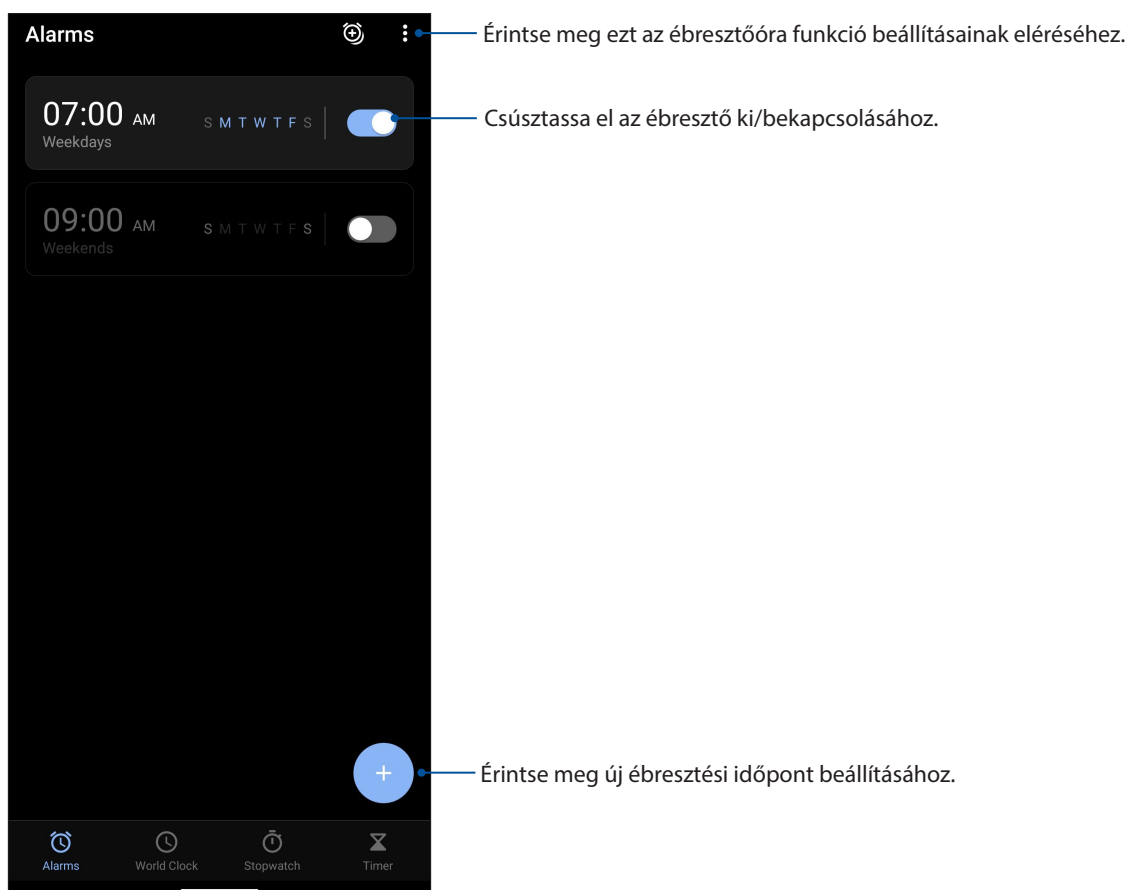 Alarms
Érintse meg ezt az ébresztőóra funkció beállításainak eléréséhez.
07:00 AM S M T W T F S
Weekdays
Csúsztassa el az ébresztő ki/bekapcsolásához.
09:00 AM S M T W T F S
Weekends
Érintse meg új ébresztési időpont beállításához.
Alarms World Clock Stopwatch Timer